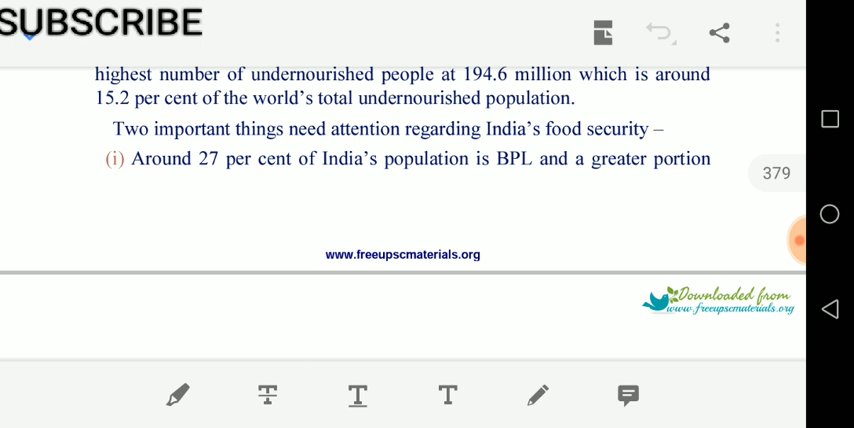 SUBSCRIBE
highest number of undernourished people at 194.6 million which is around
15.2 per cent of the world's total undernourished population.
Two important things need attention regarding India's food security –
(i) Around 27 per cent of India's population is BPL and a greater portion
379
www.freeupscmaterials.org
Downloaded from
www.freeupscmaterials.org
T
T
T